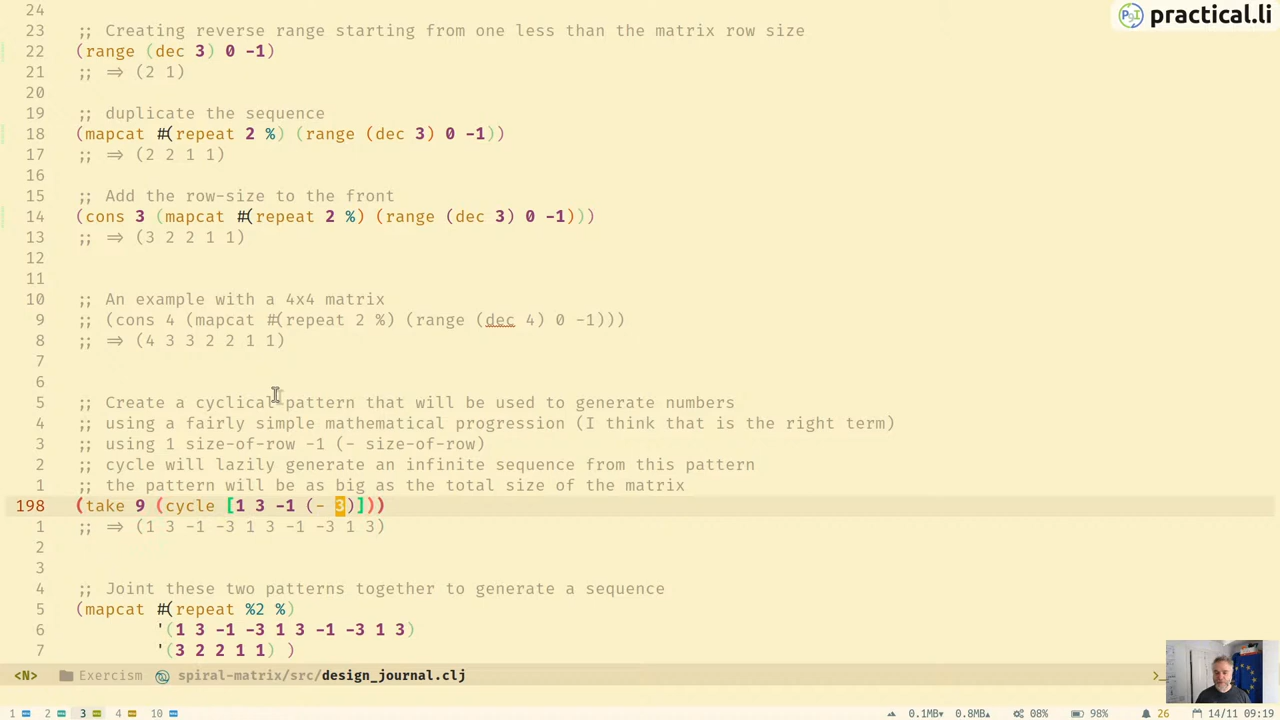 24
practical.li
23 ;; Creating reverse range starting from one less than the matrix row size
22 (range (dec 3) 0 -1)
21 ;; => (2 1)
20
19 ;; duplicate the sequence
18 (mapcat #(repeat 2 %) (range (dec 3) 0 -1))
17 ;; => (2 2 1 1)
16
15 ;; Add the row-size to the front
14 (cons 3 (mapcat #(repeat 2 %) (range (dec 3) 0 -1)))
13 ;; => (3 2 2 1 1)
12
11
10 ;; An example with a 4x4 matrix
9 ;; (cons 4 (mapcat #(repeat 2 %) (range (dec 4) 0 -1)))
8 ;; => (4 3 3 2 2 1 1)
7
6
5 ;; Create a cyclical pattern that will be used to generate numbers
4 ;; using a fairly simple mathematical progression (I think that is the right term)
3 ;; using 1 size-of-row -1 (- size-of-row)
2 ;; cycle will lazily generate an infinite sequence from this pattern
1 ;; the pattern will be as big as the total size of the matrix
198 (take 9 (cycle [1 3 -1 (- 3)]))
1 ;; => (1 3 -1 -3 1 3 -1 -3 1 3)
2
3
4 ;; Joint these two patterns together to generate a sequence
5 (mapcat #(repeat %2 %)
6 '(1 3 -1 -3 1 3 -1 -3 1 3)
7 '(3 2 2 1 1) )
<N> Exercism spiral-matrix/src/design_journal.clj
1 2 3 4 10 0.1MB 0.8MB 08% 98% 26 14/11 09:19